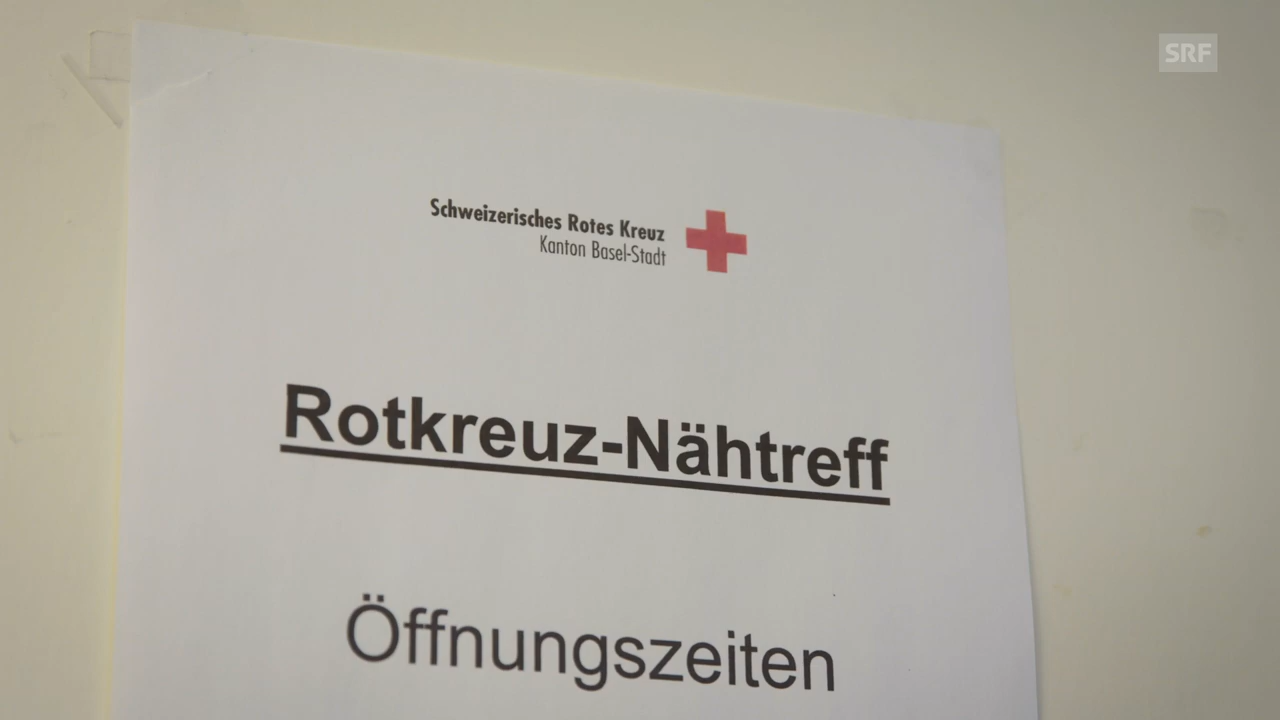 SRF
Schweizerisches Rotes Kreuz
Kanton Basel-Stadt
Rotkreuz-Nähtreff
Öffnungszeiten